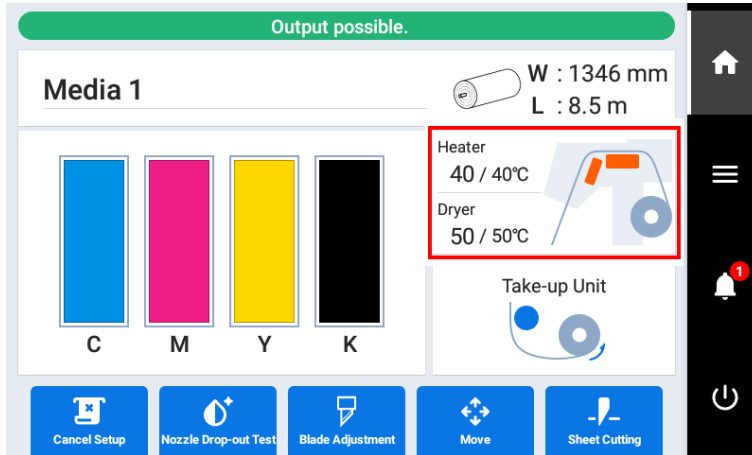 Output possible.
Media 1
W : 1346 mm
L : 8.5 m
Heater
40 / 40℃
Dryer
50 / 50℃
Take-up Unit
C M Y K
1
Cancel Setup
Nozzle Drop-out Test
Blade Adjustment
Move
Sheet Cutting